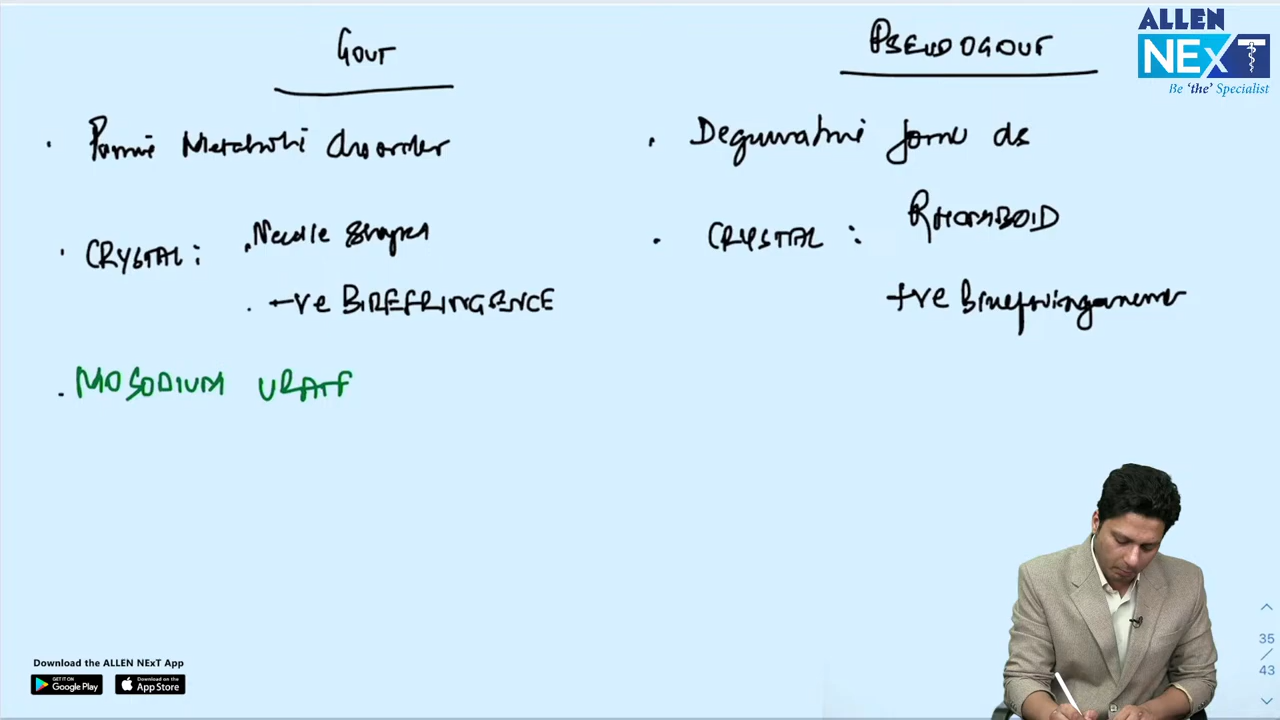 GOUT
PSEUDOGOUT
ALLEN
NExT
Be 'the' Specialist
. Metabolic disorder
. Degenerative joint ds
. CRYSTAL: . Needle shaped
. -ve BIREFRINGENCE
. CRYSTAL : RHOMBOID
+ve
. MOSODIUM URATE
Download the ALLEN NExT App
GET IT ON
Google Play
Download on the
App Store
35
/
43